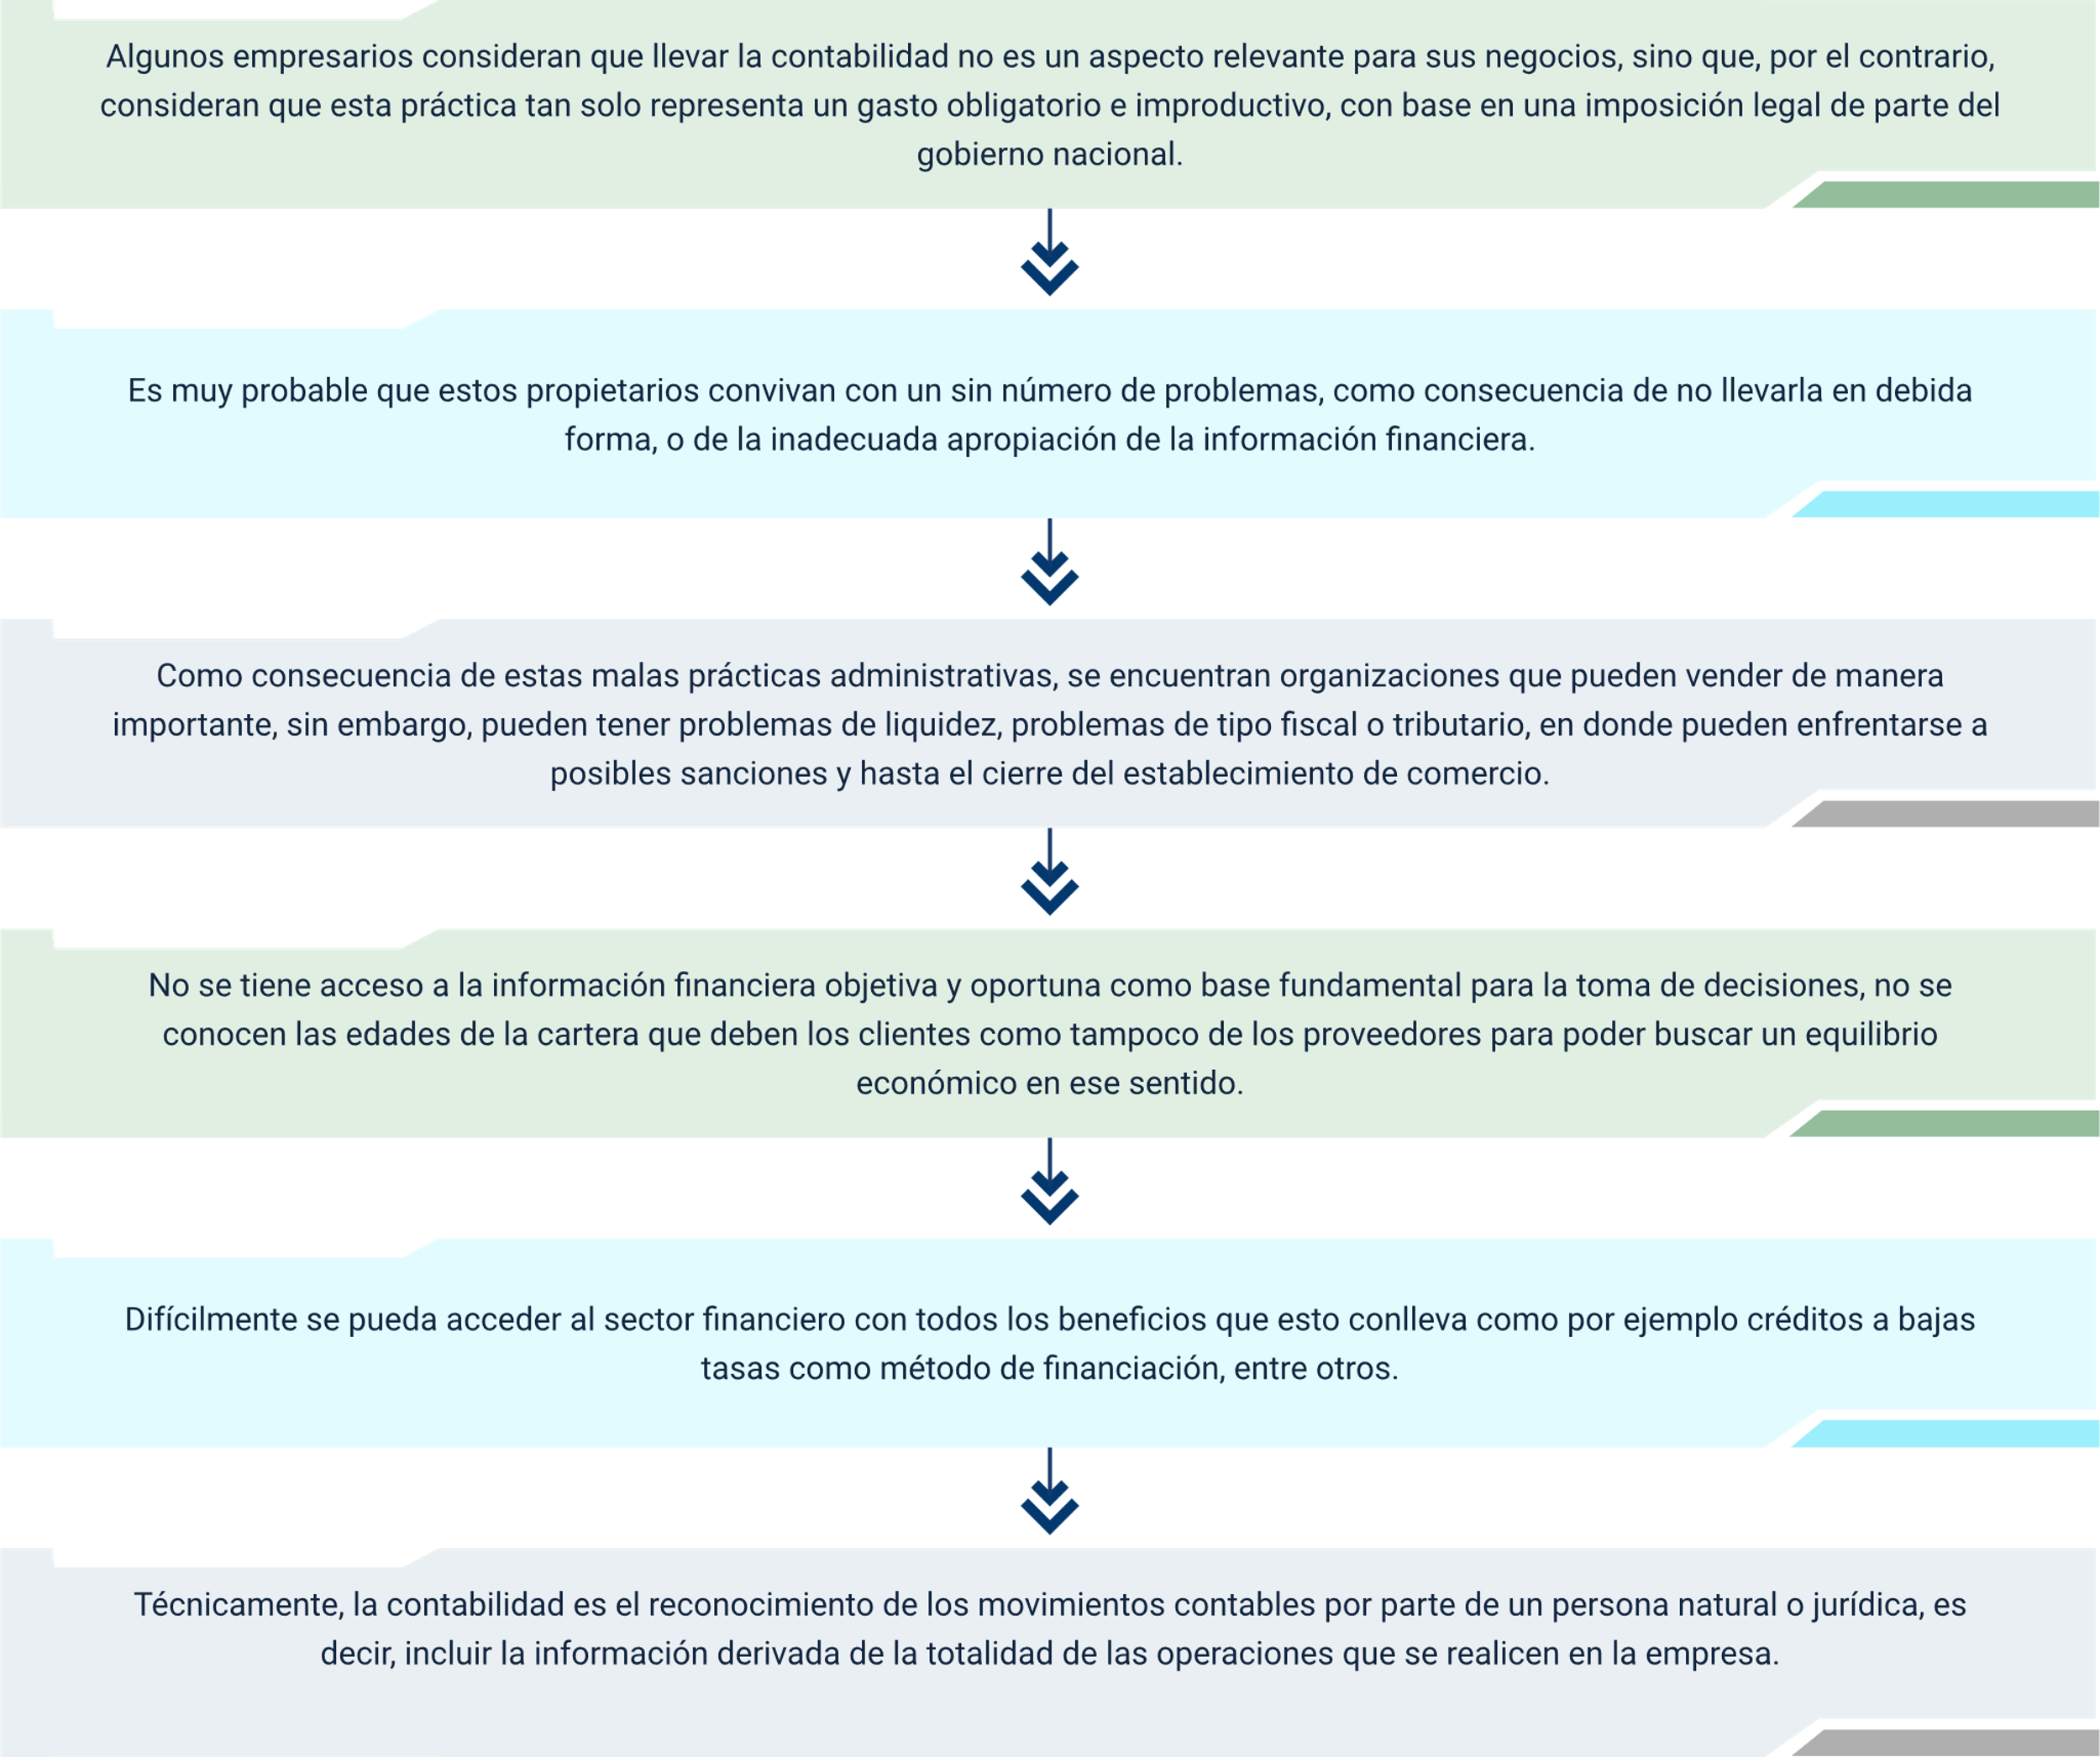 Algunos empresarios consideran que llevar la contabilidad no es un aspecto relevante para sus negocios, sino que, por el contrario,
consideran que esta práctica tan solo representa un gasto obligatorio e improductivo, con base en una imposición legal de parte del
gobierno nacional.
Es muy probable que estos propietarios convivan con un sin número de problemas, como consecuencia de no llevarla en debida
forma, o de la inadecuada apropiación de la información financiera.
Como consecuencia de estas malas prácticas administrativas, se encuentran organizaciones que pueden vender de manera
importante, sin embargo, pueden tener problemas de liquidez, problemas de tipo fiscal o tributario, en donde pueden enfrentarse a
posibles sanciones y hasta el cierre del establecimiento de comercio.
No se tiene acceso a la información financiera objetiva y oportuna como base fundamental para la toma de decisiones, no se
conocen las edades de la cartera que deben los clientes como tampoco de los proveedores para poder buscar un equilibrio
económico en ese sentido.
Difícilmente se pueda acceder al sector financiero con todos los beneficios que esto conlleva como por ejemplo créditos a bajas
tasas como método de financiación, entre otros.
Técnicamente, la contabilidad es el reconocimiento de los movimientos contables por parte de un persona natural o jurídica, es
decir, incluir la información derivada de la totalidad de las operaciones que se realicen en la empresa.